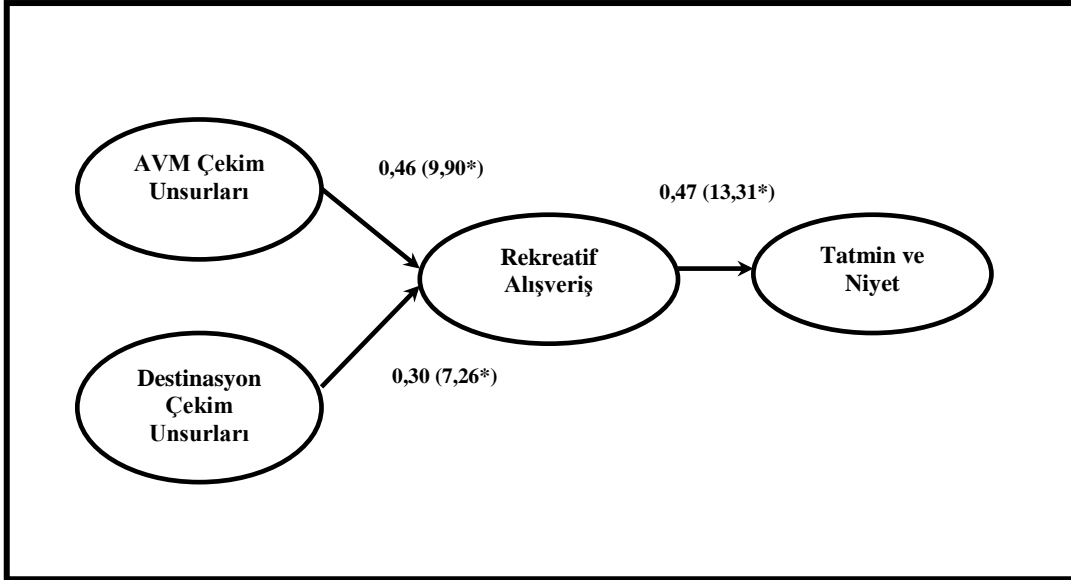 AVM Çekim
Unsurları
0,46 (9,90*)
0,47 (13,31*)
Rekreatif
Alışveriş
Tatmin ve
Niyet
Destinasyon
Çekim
Unsurları
0,30 (7,26*)